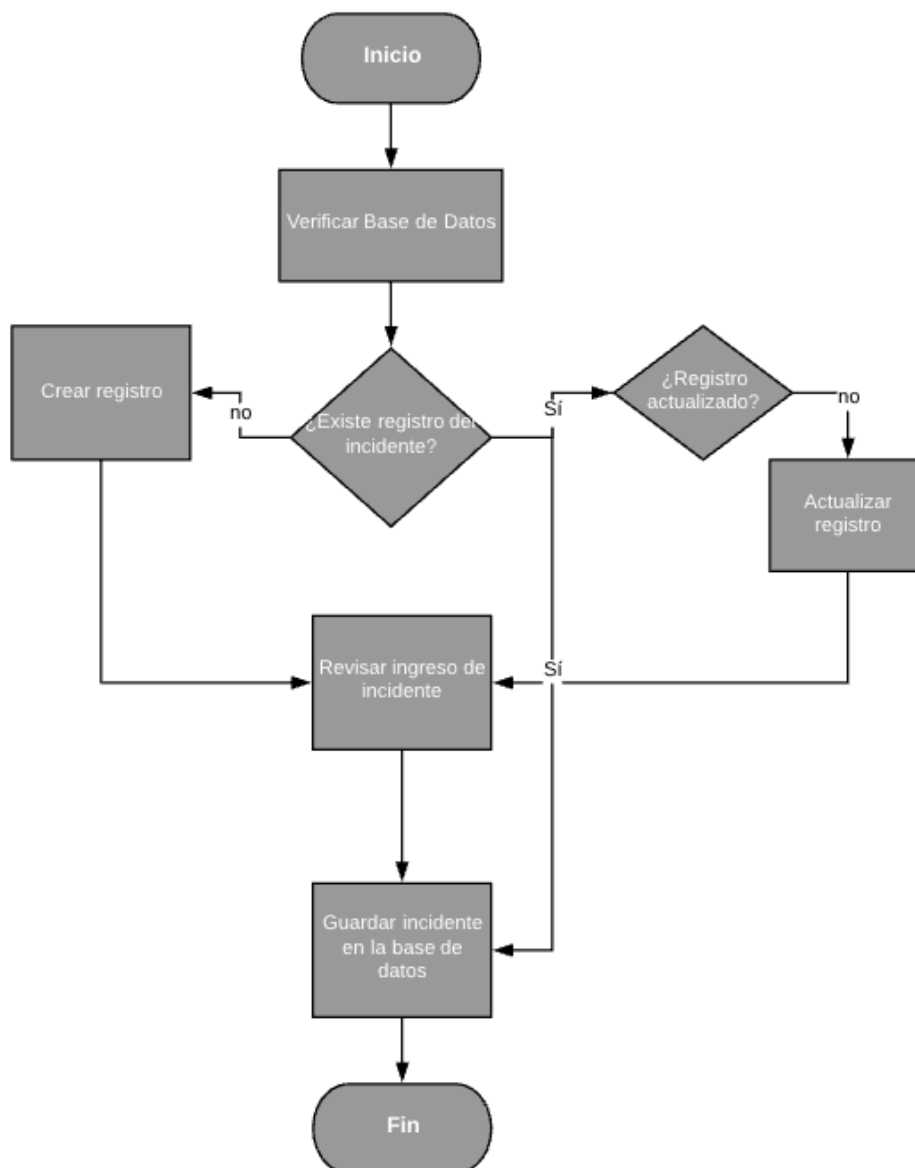 Inicio
Verificar Base de Datos
Crear registro
no
¿Existe registro del
incidente?
Sí
¿Registro
actualizado?
no
Actualizar
registro
Revisar ingreso de
incidente
Sí
Guardar incidente
en la base de
datos
Fin